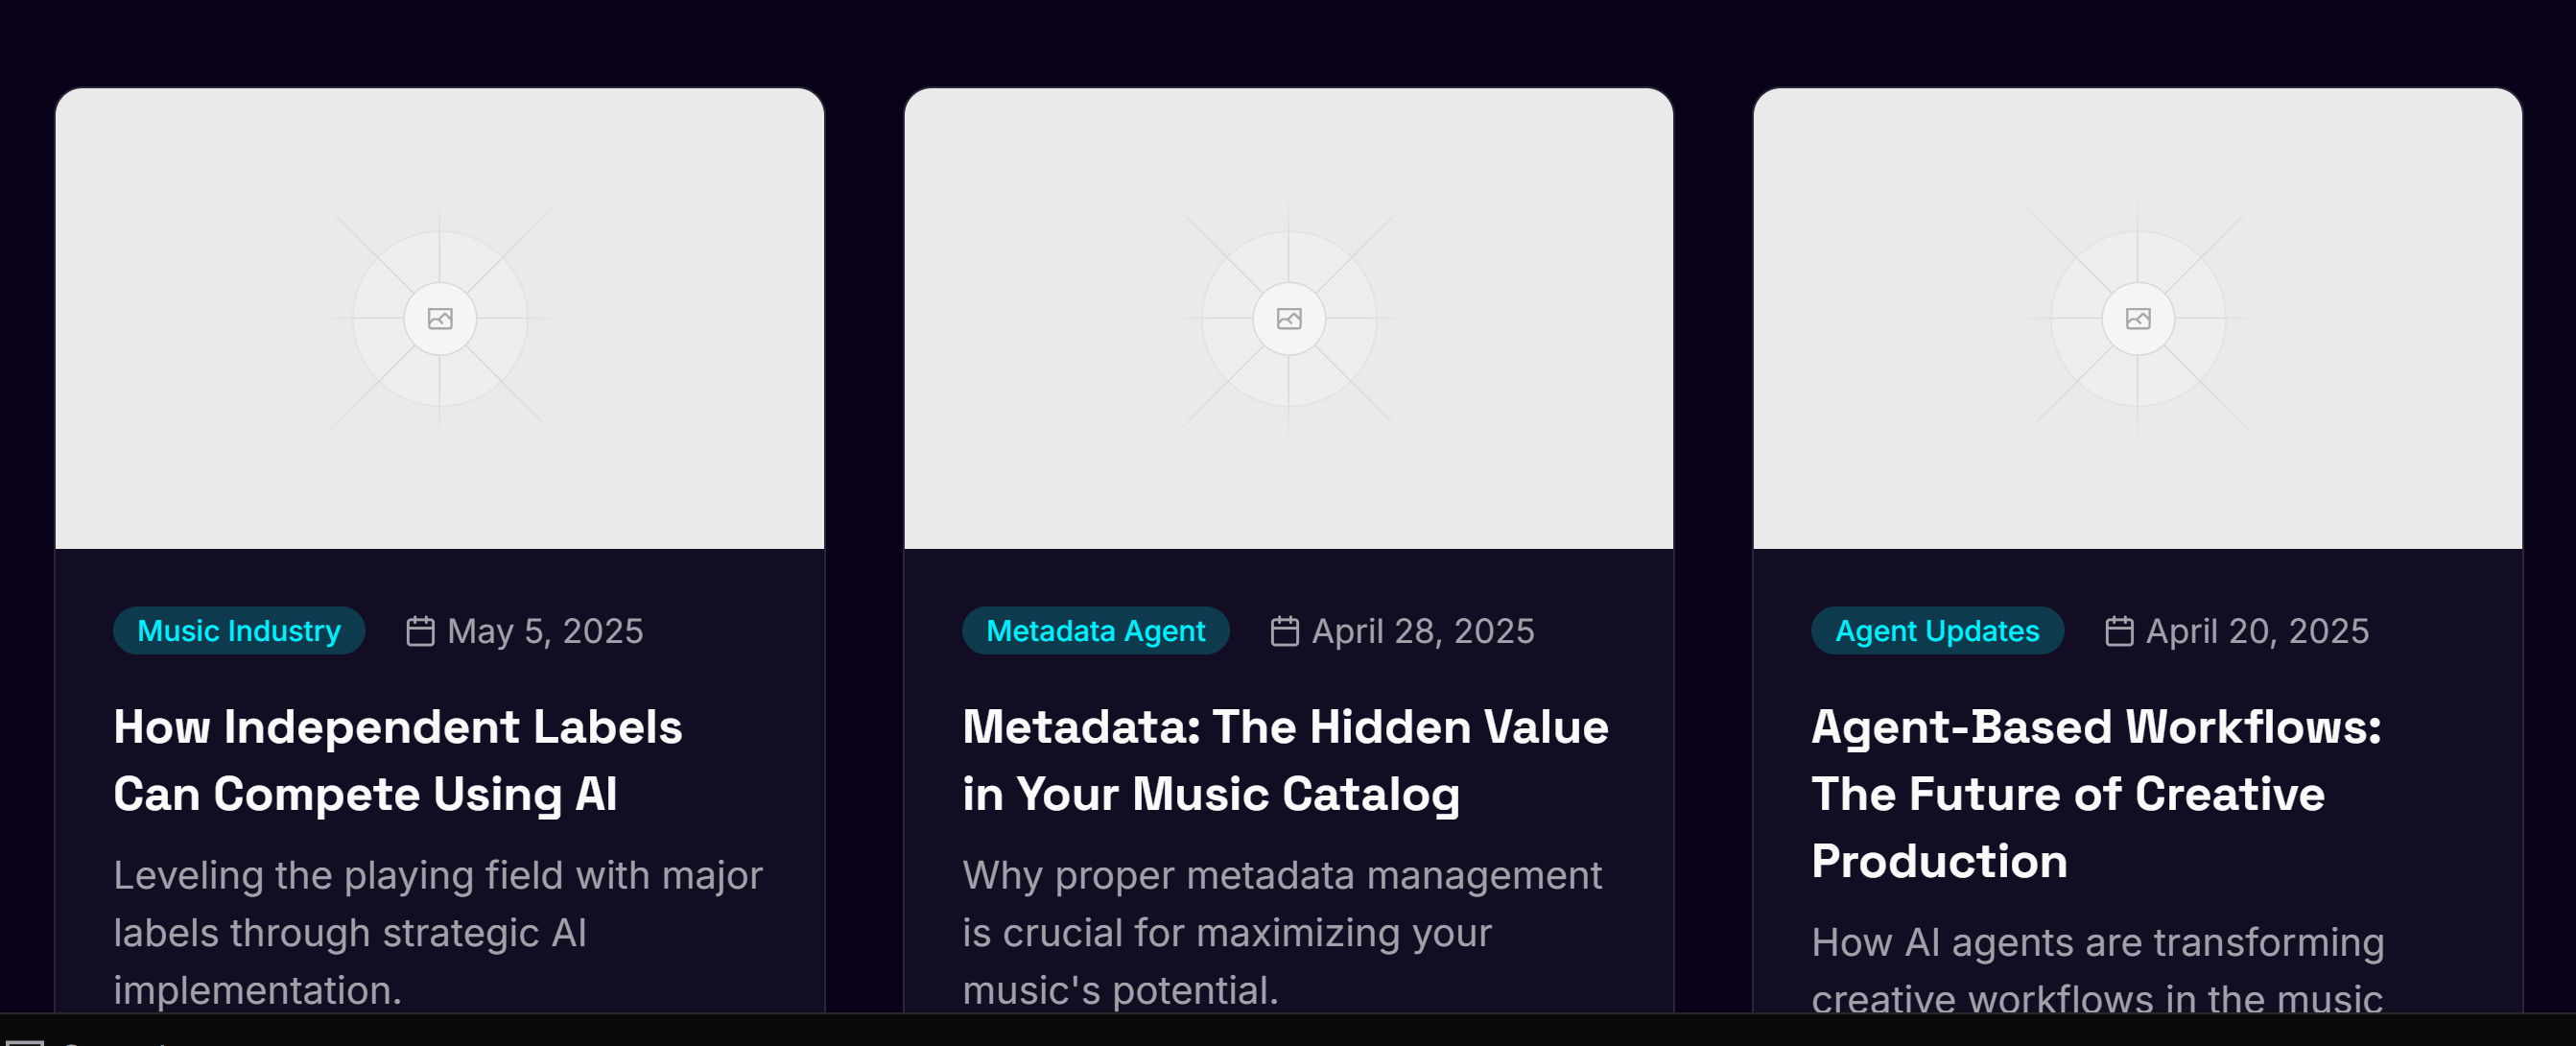 Music Industry
May 5, 2025
How Independent Labels
Can Compete Using AI
Leveling the playing field with major
labels through strategic AI
implementation.
Metadata Agent
April 28, 2025
Metadata: The Hidden Value
in Your Music Catalog
Why proper metadata management
is crucial for maximizing your
music's potential.
Agent Updates
April 20, 2025
Agent-Based Workflows:
The Future of Creative
Production
How AI agents are transforming
creative workflows in the music